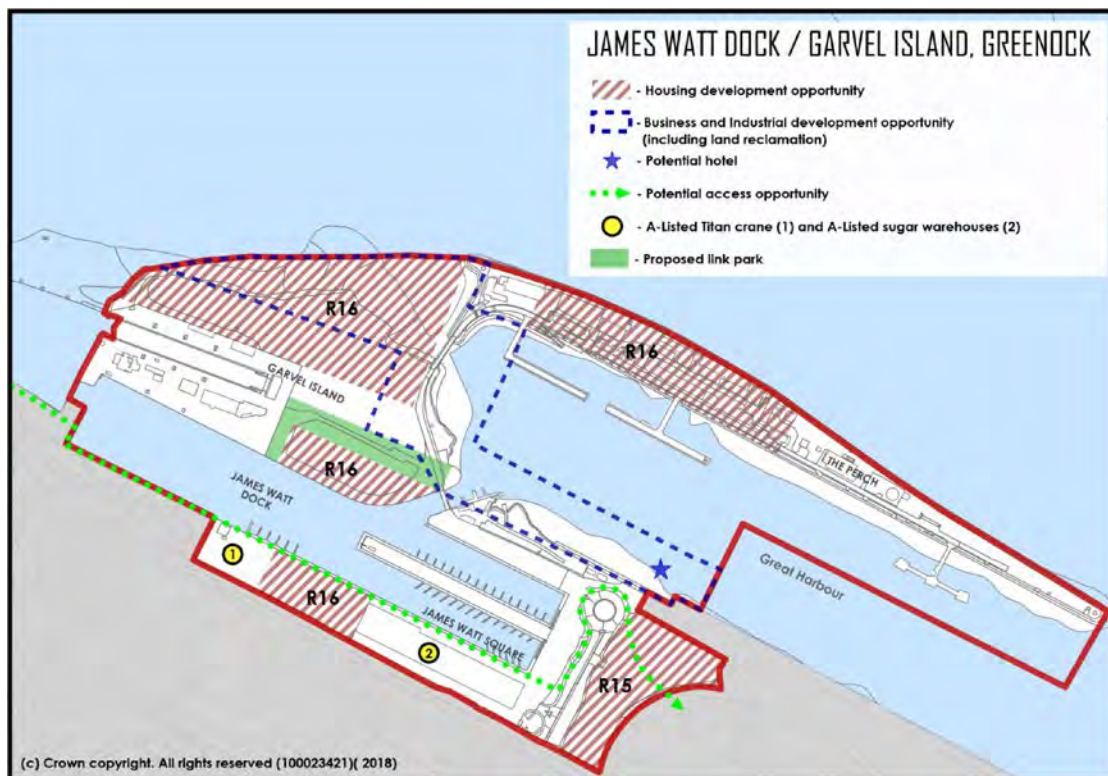 JAMES WATT DOCK / GARVEL ISLAND, GREENOCK
- Housing development opportunity
- Business and Industrial development opportunity
(including land reclamation)
- Potential hotel
- Potential access opportunity
- A-Listed Titan crane (1) and A-Listed sugar warehouses (2)
- Proposed link park
R16
R16
GARVEL ISLAND
THE PERCH
R16
JAMES WATT
DOCK
1
Great Harbour
R16
JAMES WATT SQUARE
2
R15
(c) Crown copyright. All rights reserved (100023421)( 2018)